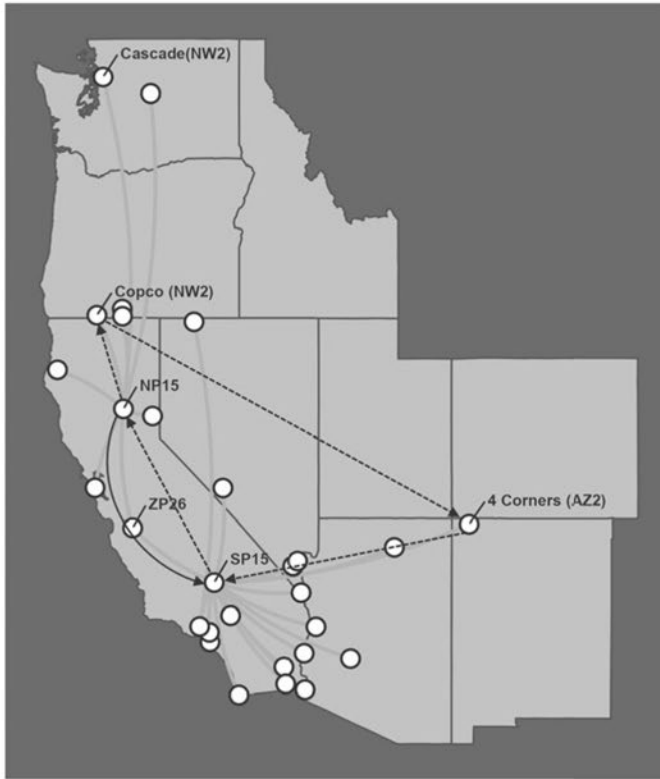 Cascade(NW2)
Copco (NW2)
NP15
4 Corners (AZ2)
ZP26
SP15